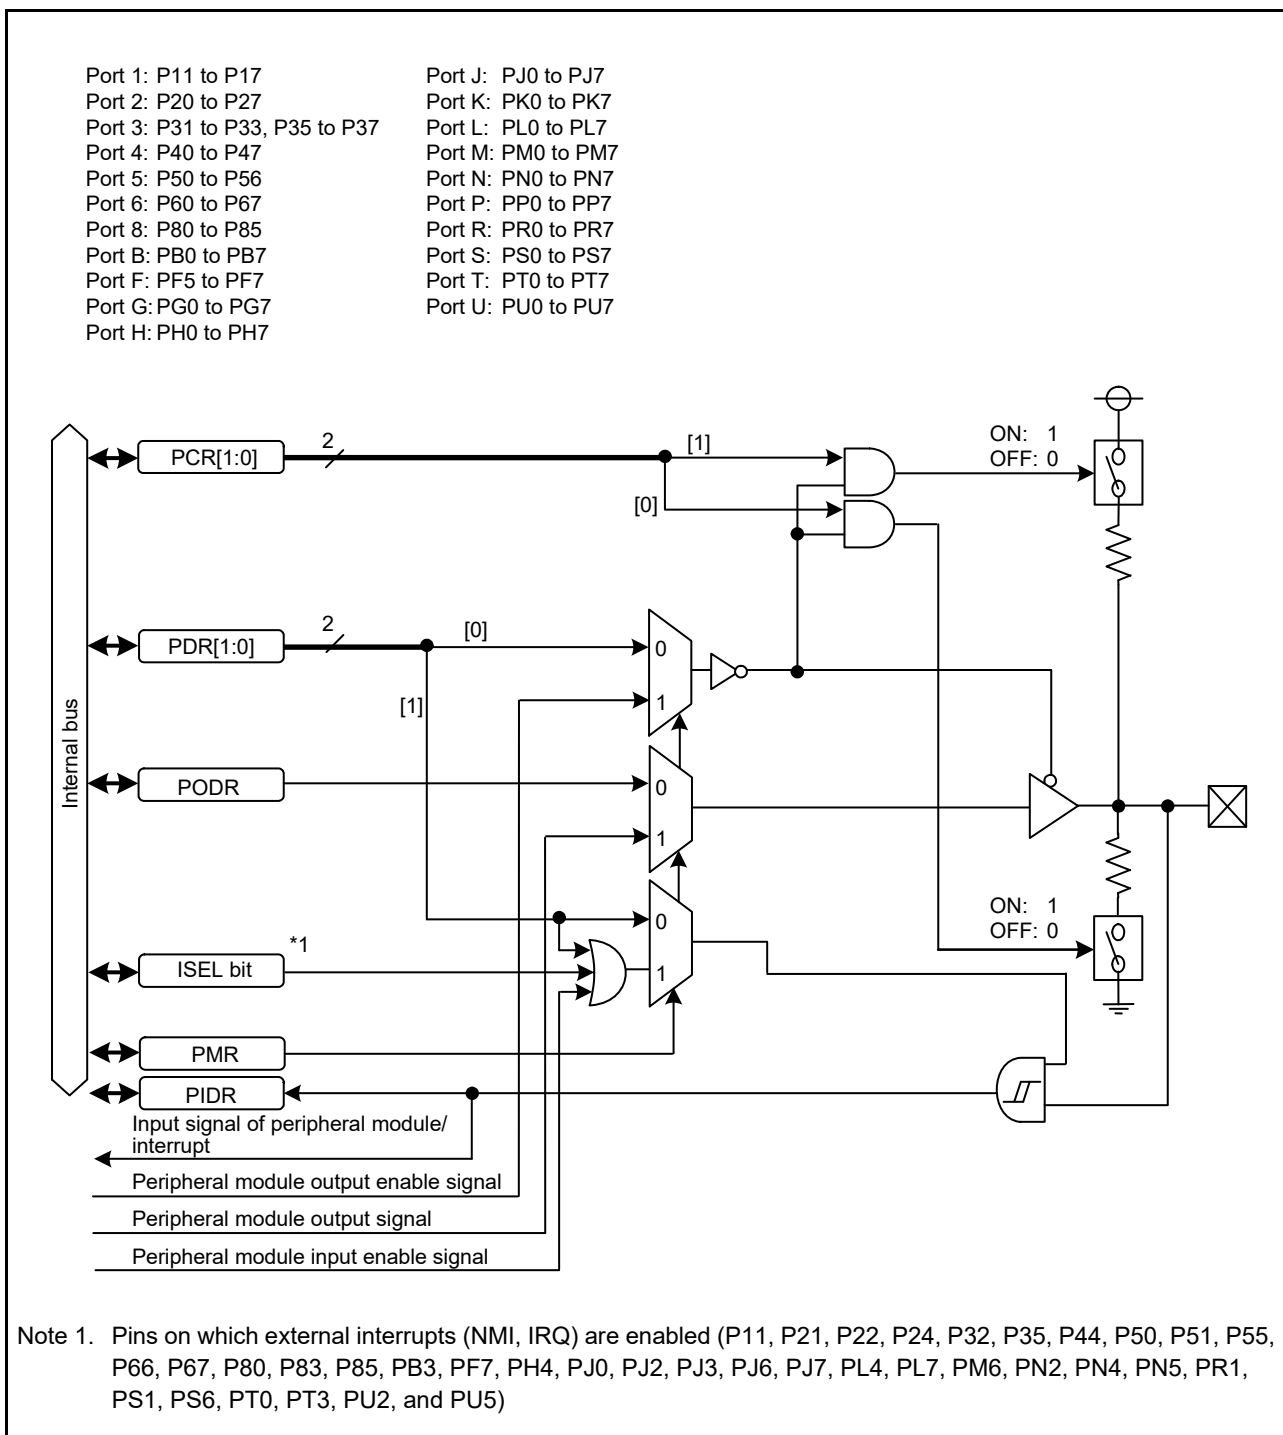 Port 1: P11 to P17
Port 2: P20 to P27
Port 3: P31 to P33, P35 to P37
Port 4: P40 to P47
Port 5: P50 to P56
Port 6: P60 to P67
Port 8: P80 to P85
Port B: PB0 to PB7
Port F: PF5 to PF7
Port G: PG0 to PG7
Port H: PH0 to PH7
Port J: PJ0 to PJ7
Port K: PK0 to PK7
Port L: PL0 to PL7
Port M: PM0 to PM7
Port N: PN0 to PN7
Port P: PP0 to PP7
Port R: PR0 to PR7
Port S: PS0 to PS7
Port T: PT0 to PT7
Port U: PU0 to PU7
Internal bus
PCR[1:0]
2
[1]
[0]
ON: 1
OFF: 0
PDR[1:0]
2
[0]
[1]
0
1
PODR
0
1
ISEL bit
*1
0
1
ON: 1
OFF: 0
PMR
PIDR
Input signal of peripheral module/
interrupt
Peripheral module output enable signal
Peripheral module output signal
Peripheral module input enable signal
Note 1. Pins on which external interrupts (NMI, IRQ) are enabled (P11, P21, P22, P24, P32, P35, P44, P50, P51, P55,
P66, P67, P80, P83, P85, PB3, PF7, PH4, PJ0, PJ2, PJ3, PJ6, PJ7, PL4, PL7, PM6, PN2, PN4, PN5, PR1,
PS1, PS6, PT0, PT3, PU2, and PU5)